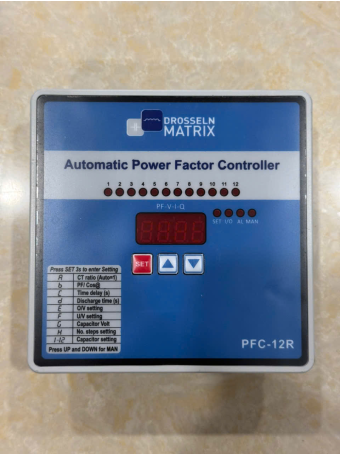 DROSSELN
MATRIX
Automatic Power Factor Controller
1 2 3 4 5 6 7 8 9 10 11 12
PF-V-I-Q
SET I/O AL MAN
SET
Press SET 3s to enter Setting
A CT ratio (Auto=1)
b PF/ Cosφ
C Time delay (s)
d Discharge time (s)
E O/V setting
F U/V setting
G Capacitor Volt
H No. steps setting
1-12 Capacitor setting
Press UP and DOWN for MAN
PFC-12R